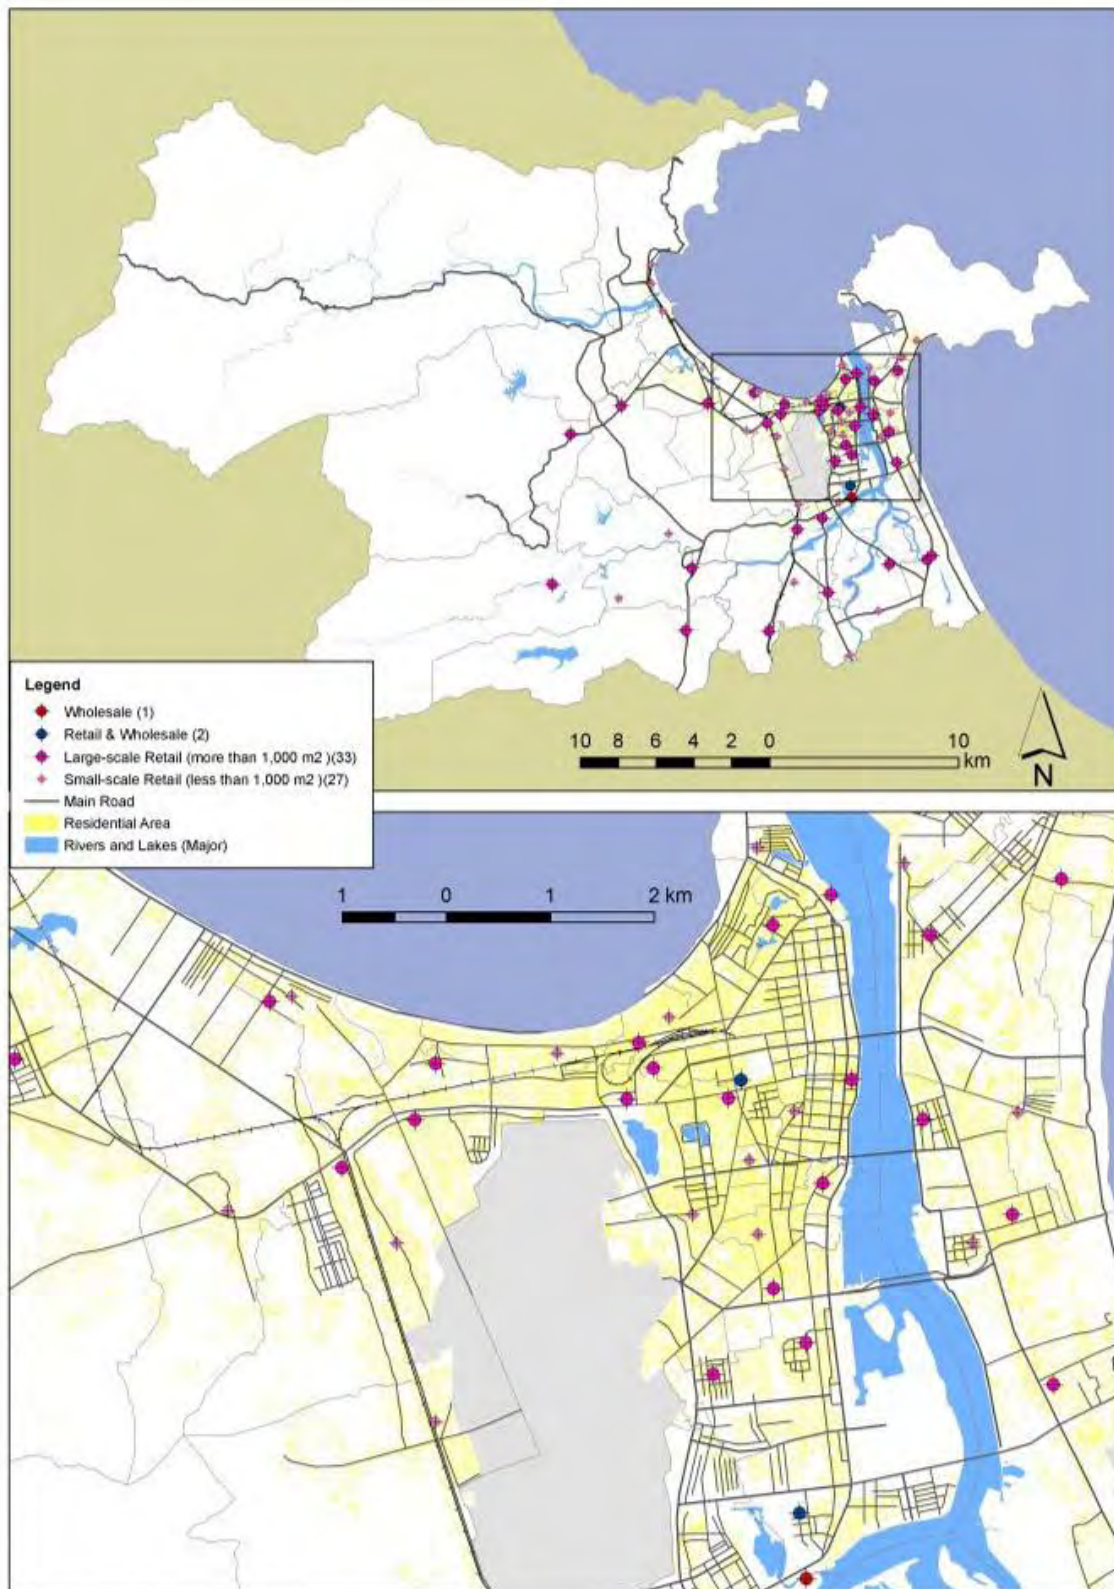 10 8 6 4 2 0 10
km
N
Legend
Wholesale (1)
Retail & Wholesale (2)
Large-scale Retail (more than 1,000 m2 )(33)
Small-scale Retail (less than 1,000 m2 )(27)
Main Road
Residential Area
Rivers and Lakes (Major)
1 0 1 2 km